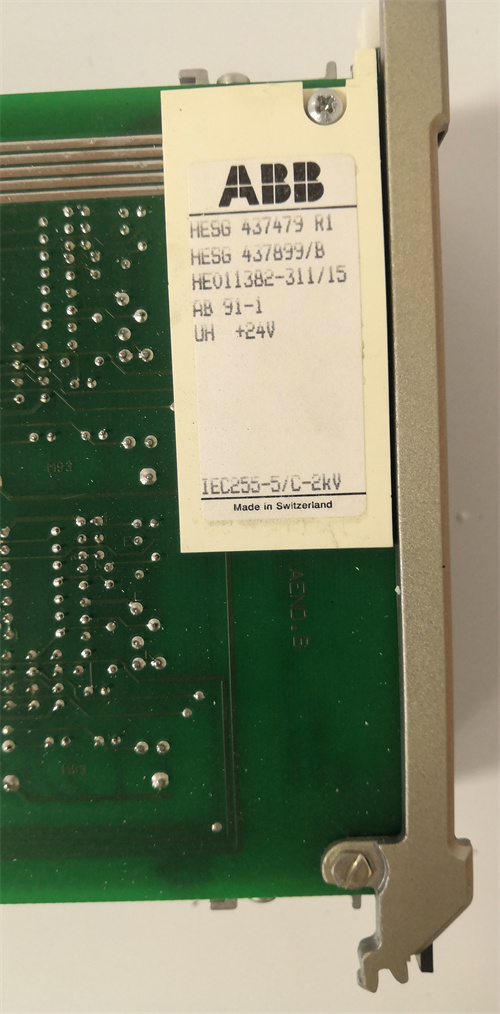 ABB
HESG 437479 R1
HESG 437899/B
HE011382-311/15
AB 91-1
UH +24V
IEC255-5/C-2kV
Made in Switzerland
M93